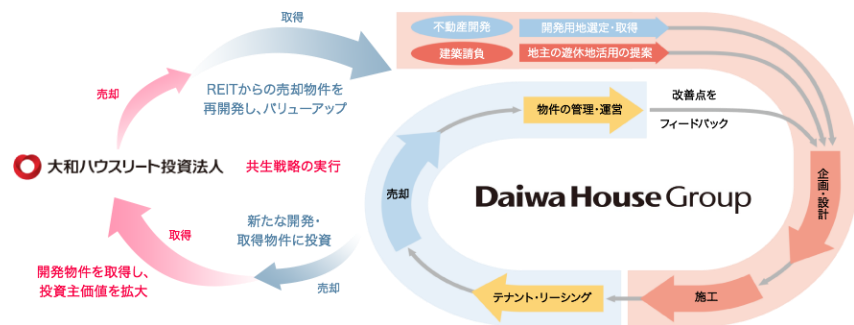 取得
売却
REITからの売却物件を
再開発し、バリューアップ
大和ハウスリート投資法人
共生戦略の実行
新たな開発・
取得物件に投資
取得
売却
開発物件を取得し、
投資主価値を拡大
不動産開発
開発用地選定・取得
建築請負
地主の遊休地活用の提案
物件の管理・運営
改善点を
フィードバック
企画・設計
売却
Daiwa House Group
テナント・リーシング
施工